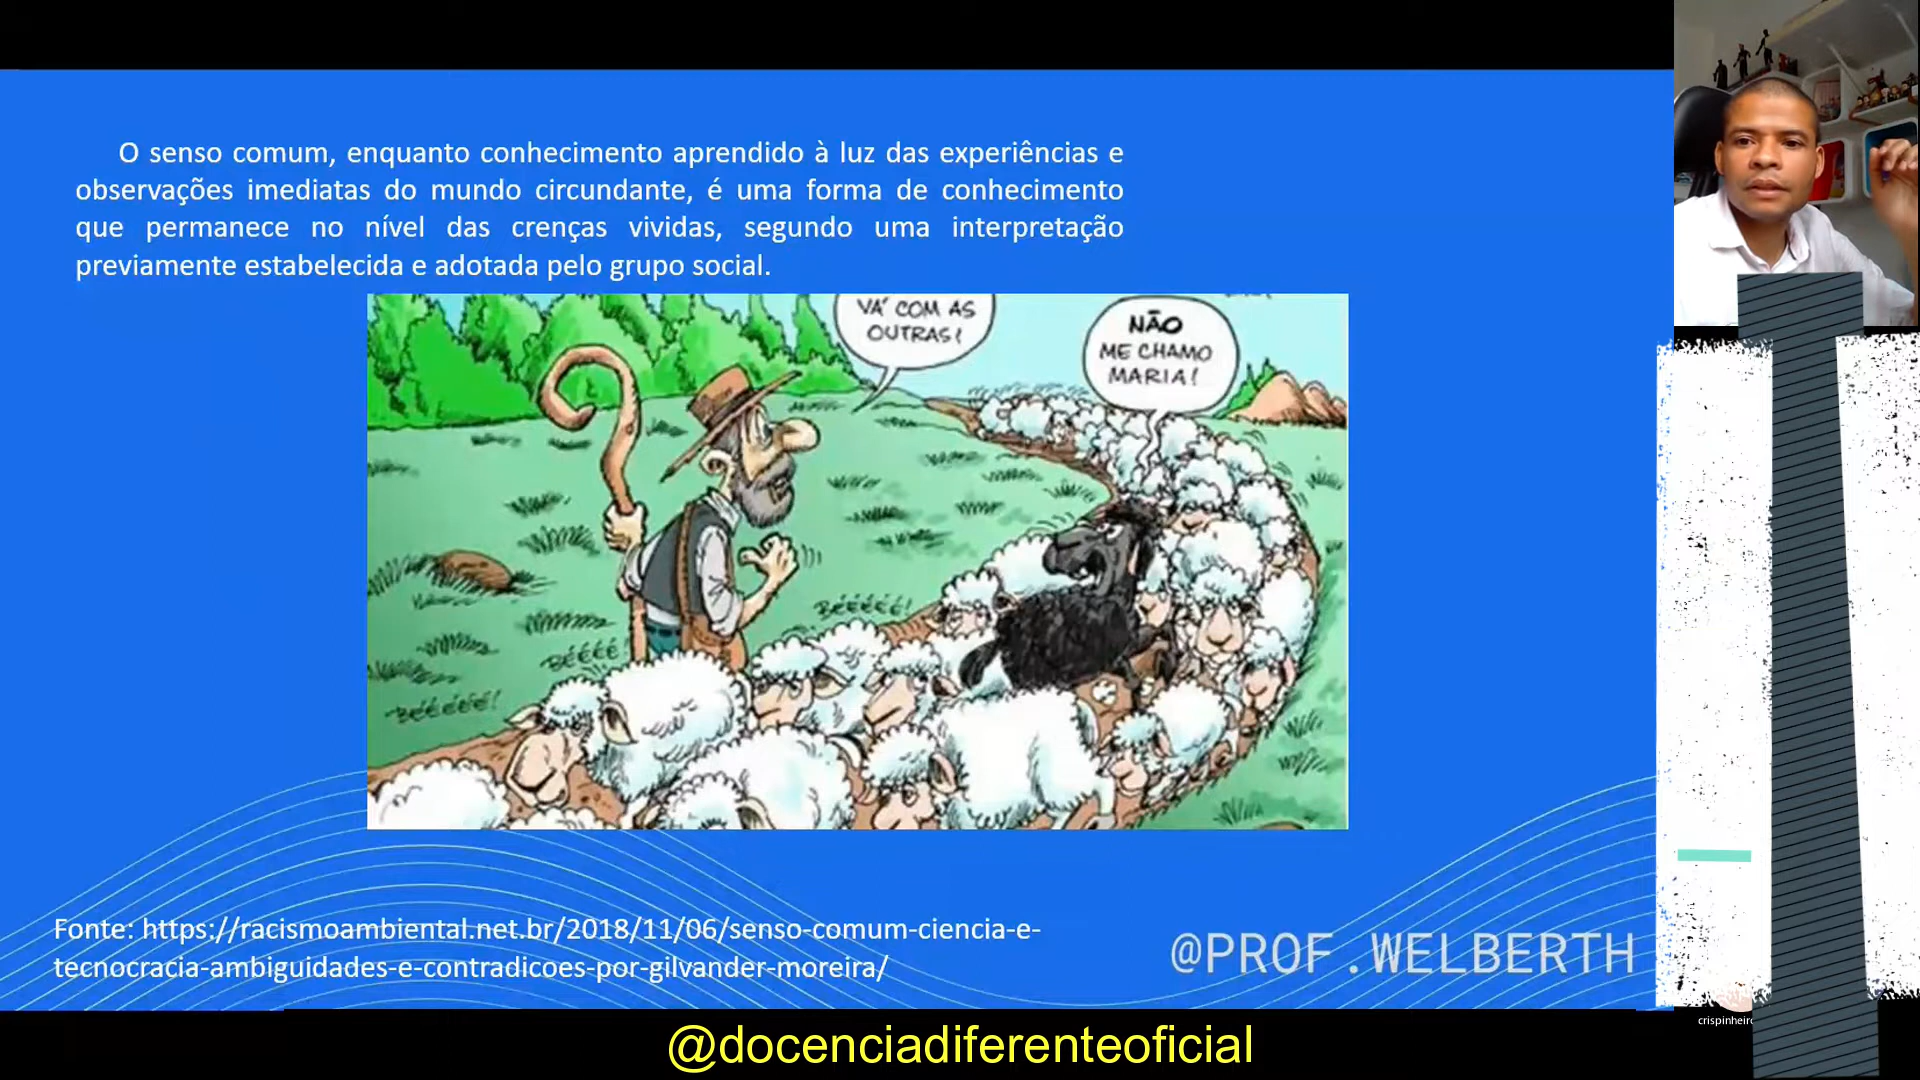 O senso comum, enquanto conhecimento aprendido à luz das experiências e
observações imediatas do mundo circundante, é uma forma de conhecimento
que permanece no nível das crenças vividas, segundo uma interpretação
previamente estabelecida e adotada pelo grupo social.
VÁ COM AS
OUTRAS!
NÃO
ME CHAMO
MARIA!
BÉÉÉÉÉ!
BÉÉÉÉ
BÉÉÉÉÉ!
Fonte: https://racismoambiental.net.br/2018/11/06/senso-comum-ciencia-e-
tecnocracia-ambiguidades-e-contradicoes-por-gilvander-moreira/
@PROF.WELBERTH
@docenciadiferenteoficial